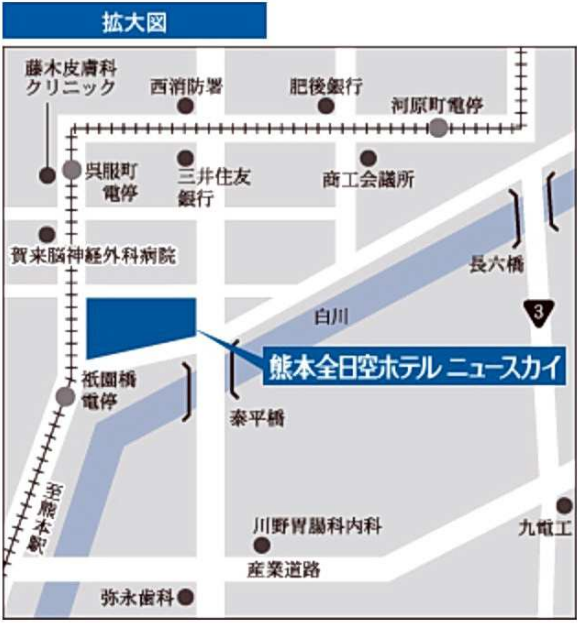 拡大図
藤木皮膚科
クリニック
西消防署
肥後銀行
河原町電停
呉服町
電停
三井住友
銀行
商工会議所
賀来脳神経外科病院
長六橋
白川
3
熊本全日空ホテル ニュースカイ
祇園橋
電停
泰平橋
至熊本駅
川野胃腸科内科
九電工
産業道路
弥永歯科